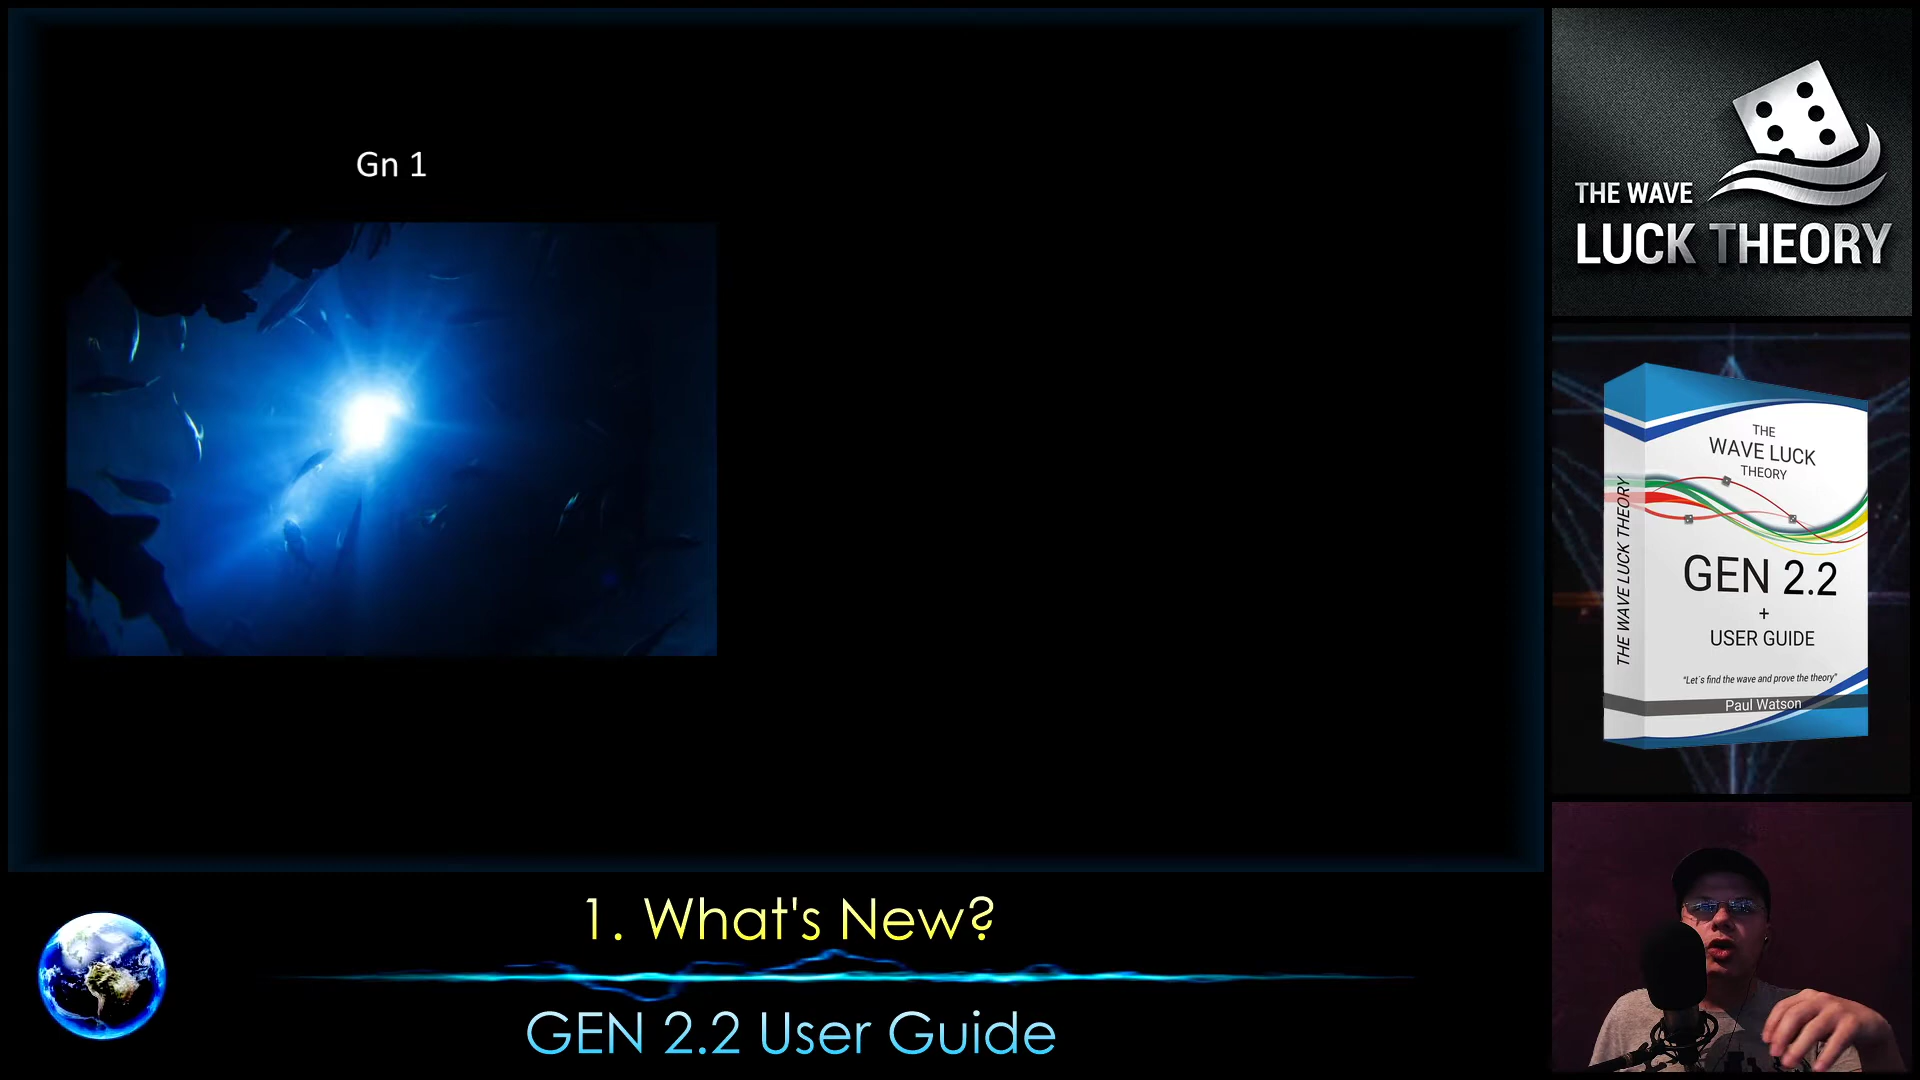 Gn 1
THE WAVE
LUCK THEORY
THE WAVE LUCK THEORY
THE
WAVE LUCK
THEORY
GEN 2.2
+
USER GUIDE
"Let´s find the wave and prove the theory"
Paul Watson
1. What's New?
GEN 2.2 User Guide